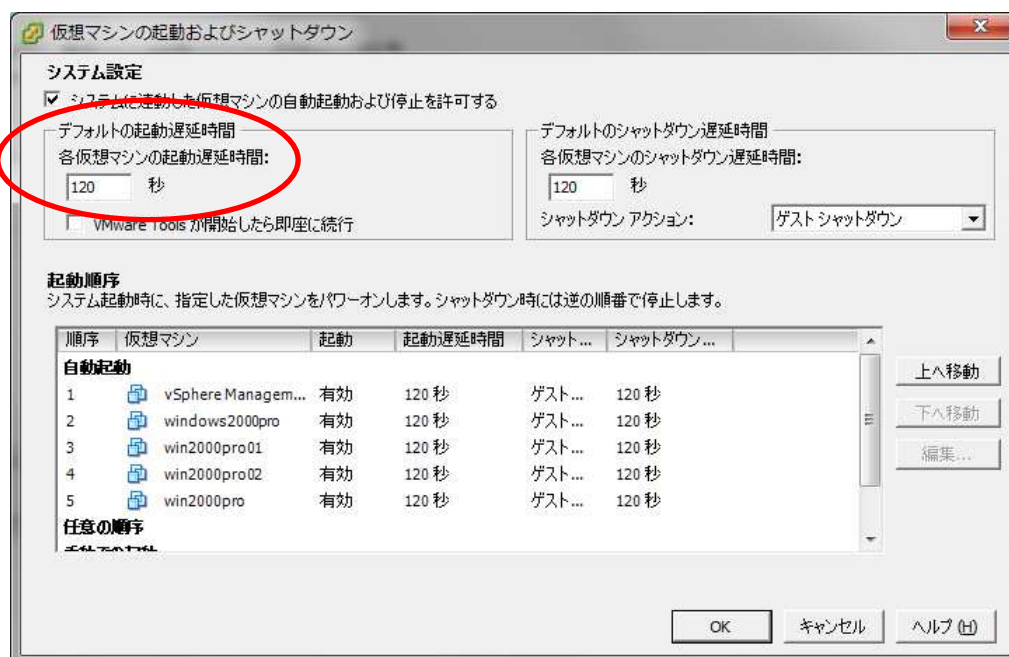 仮想マシンの起動およびシャットダウン
システム設定
システムに連動した仮想マシンの自動起動および停止を許可する
デフォルトの起動遅延時間
各仮想マシンの起動遅延時間:
120 秒
VMware Tools が開始したら即座に続行
デフォルトのシャットダウン遅延時間
各仮想マシンのシャットダウン遅延時間:
120 秒
シャットダウン アクション: ゲスト シャットダウン
起動順序
システム起動時に、指定した仮想マシンをパワーオンします。シャットダウン時には逆の順番で停止します。
順序 仮想マシン 起動 起動遅延時間 シャット... シャットダウン...
自動起動
1 vSphere Managem... 有効 120 秒 ゲスト... 120 秒
2 windows2000pro 有効 120 秒 ゲスト... 120 秒
3 win2000pro01 有効 120 秒 ゲスト... 120 秒
4 win2000pro02 有効 120 秒 ゲスト... 120 秒
5 win2000pro 有効 120 秒 ゲスト... 120 秒
任意の順序
上へ移動
下へ移動
編集...
OK キャンセル ヘルプ (H)